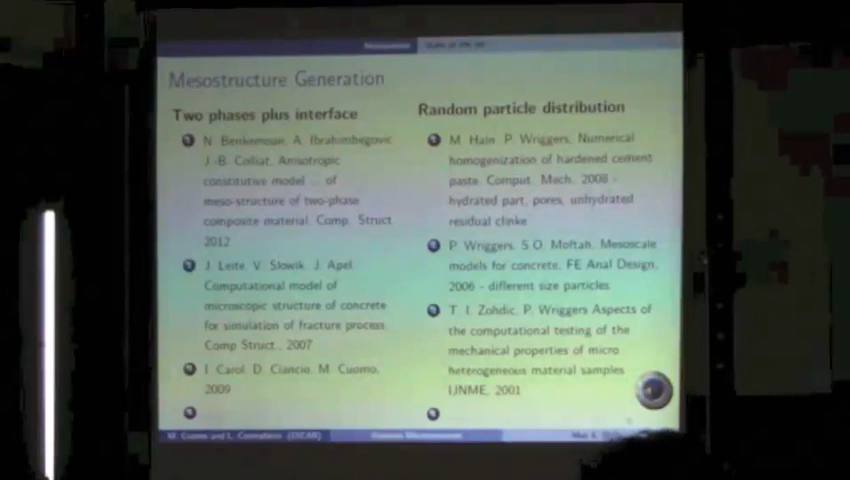 State of the art
Mesostructure Generation
Two phases plus interface
N. Benkemoun, A. Ibrahimbegovic,
J.-B. Colliat, Anisotropic
constitutive model ... of
meso-structure of two-phase
composite material. Comp. Struct
2012
J. Leite, V. Slowik, J. Apel
Computational model of
microscopic structure of concrete
for simulation of fracture process,
Comp Struct., 2007
I. Carol, D. Ciancio, M. Cuomo,
2009
Random particle distribution
M. Hain, P. Wriggers, Numerical
homogenization of hardened cement
paste, Comput. Mech. 2008 -
hydrated part, pores, unhydrated
residual clinke
P. Wriggers, S.O. Moftah, Mesoscale
models for concrete, FE Anal Design,
2006 - different size particles
T. I. Zohdic, P. Wriggers Aspects of
the computational testing of the
mechanical properties of micro
heterogeneous material samples
IJNME, 2001